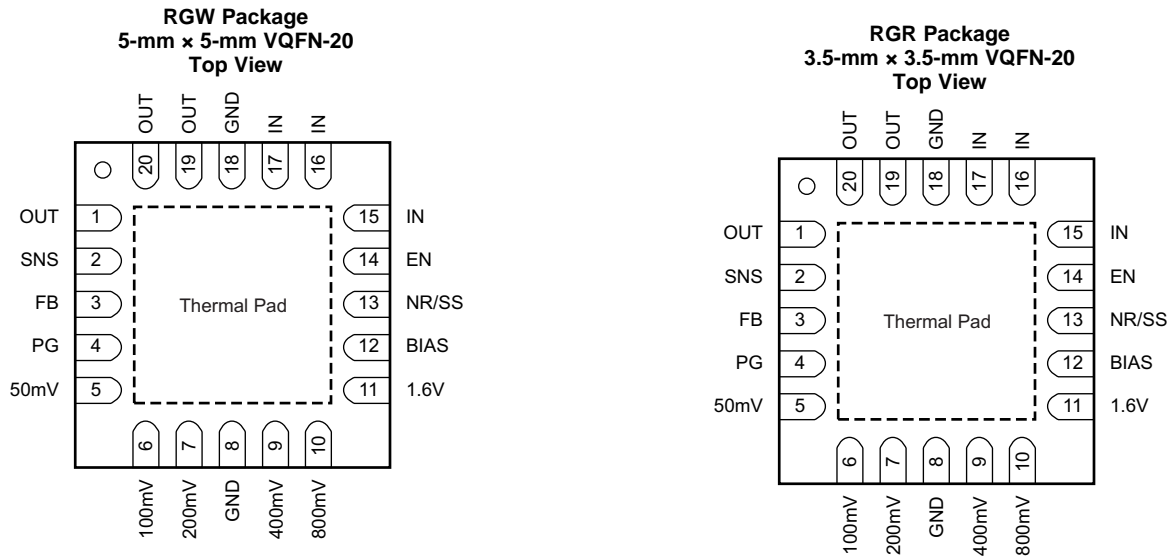 RGW Package
5-mm × 5-mm VQFN-20
Top View
OUT
OUT
GND
IN
IN
20
19
18
17
16
OUT 1
15 IN
SNS 2
14 EN
FB 3
Thermal Pad
13 NR/SS
PG 4
12 BIAS
50mV 5
11 1.6V
6
7
8
9
10
100mV
200mV
GND
400mV
800mV
RGR Package
3.5-mm × 3.5-mm VQFN-20
Top View
OUT
OUT
GND
IN
IN
20
19
18
17
16
OUT 1
15 IN
SNS 2
14 EN
FB 3
Thermal Pad
13 NR/SS
PG 4
12 BIAS
50mV 5
11 1.6V
6
7
8
9
10
100mV
200mV
GND
400mV
800mV